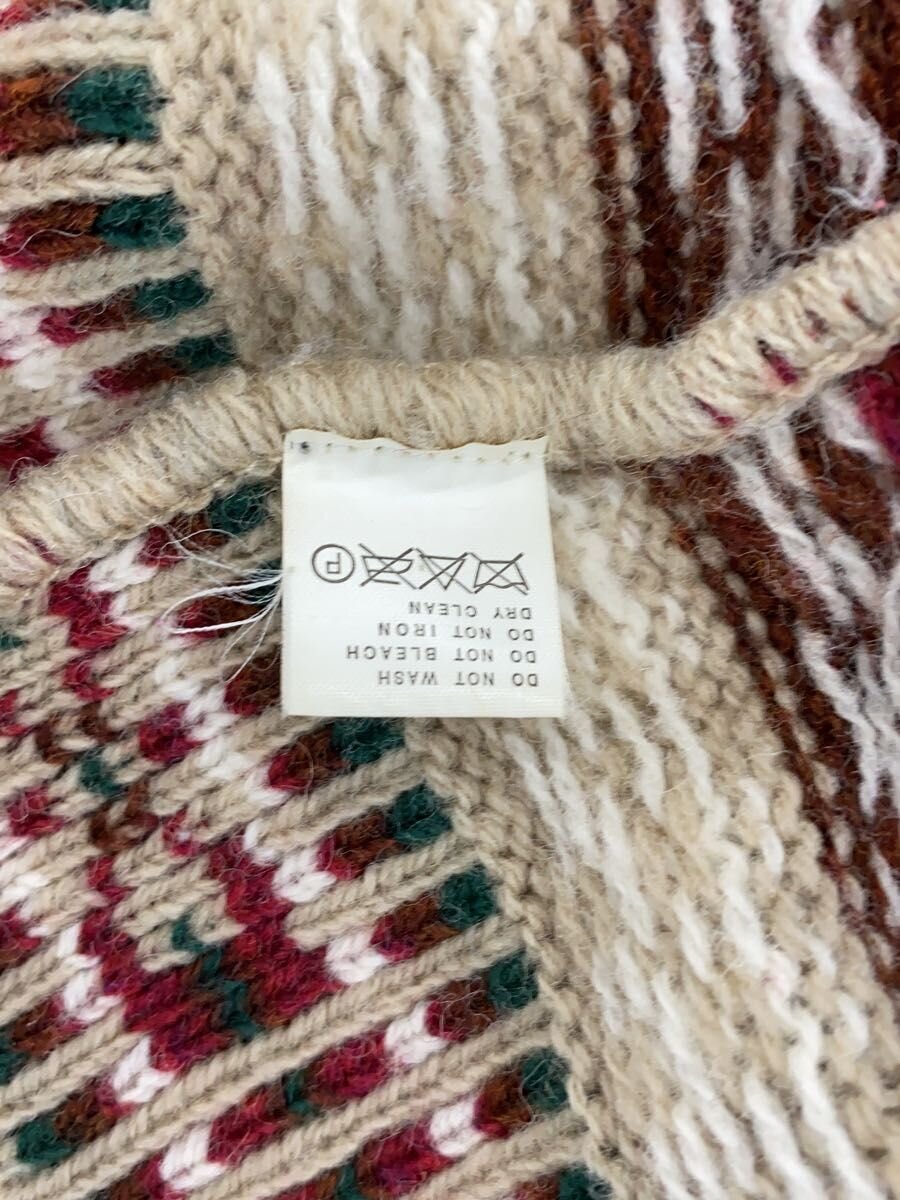 DO NOT WASH
DO NOT BLEACH
DO NOT IRON
DRY CLEAN
P